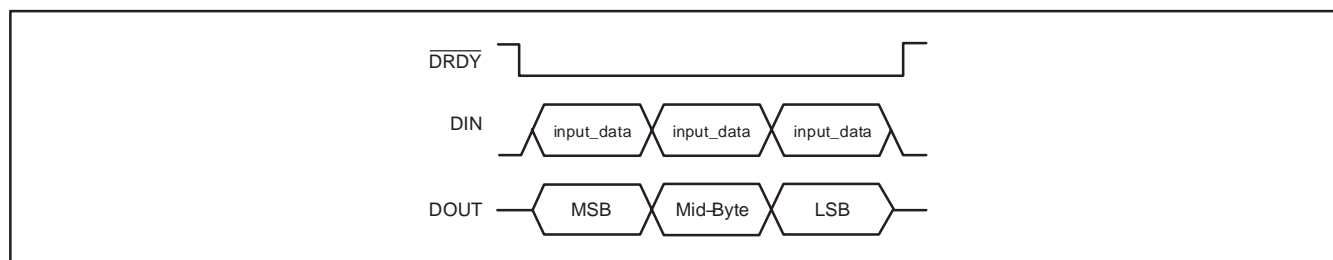 DRDY
DIN input_data input_data input_data
DOUT MSB Mid-Byte LSB